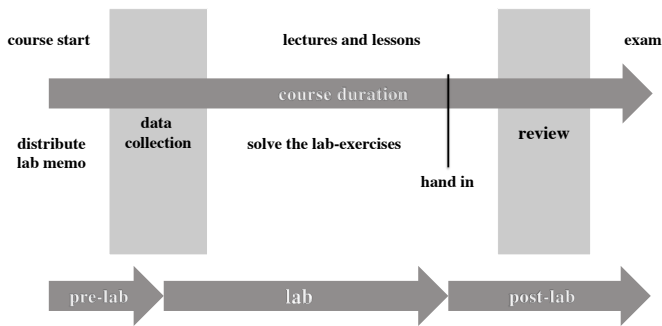 course start
lectures and lessons
exam
course duration
distribute
lab memo
data
collection
solve the lab-exercises
review
hand in
pre-lab
lab
post-lab